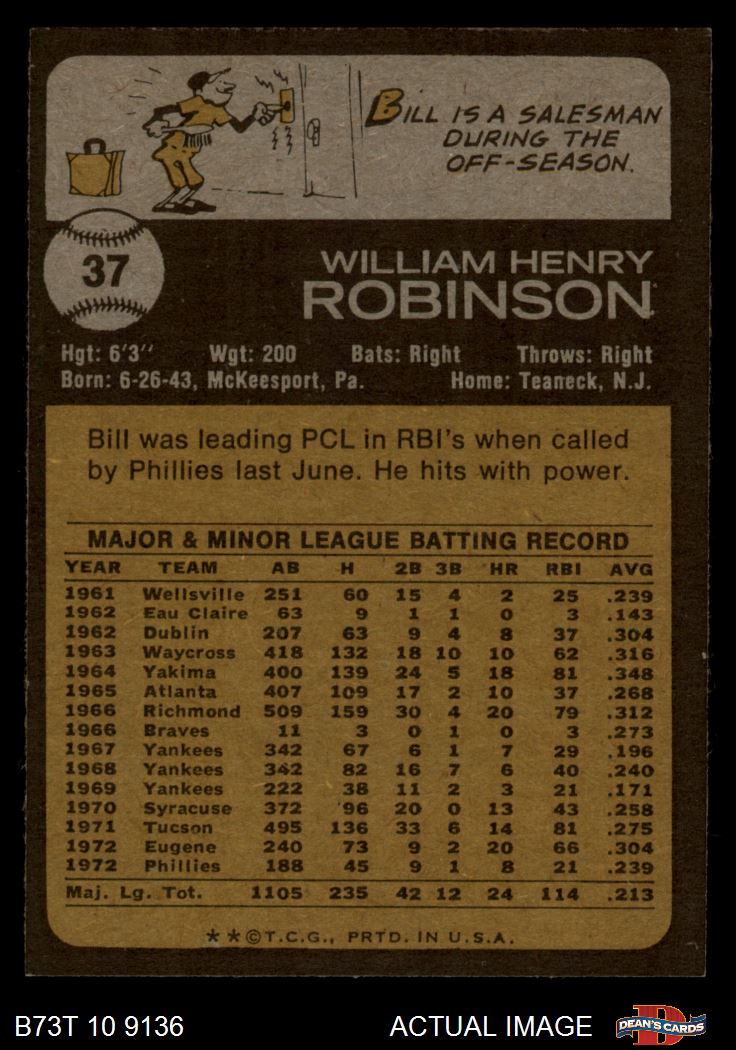 BILL IS A SALESMAN
DURING THE
OFF-SEASON.
37
WILLIAM HENRY
ROBINSON
Hgt: 6'3" Wgt: 200 Bats: Right Throws: Right
Born: 6-26-43, McKeesport, Pa. Home: Teaneck, N.J.
Bill was leading PCL in RBI's when called
by Phillies last June. He hits with power.
MAJOR & MINOR LEAGUE BATTING RECORD
YEAR TEAM AB H 2B 3B HR RBI AVG
1961 Wellsville 251 60 15 4 2 25 .239
1962 Eau Claire 63 9 1 1 0 3 .143
1962 Dublin 207 63 9 4 8 37 .304
1963 Waycross 418 132 18 10 10 62 .316
1964 Yakima 400 139 24 5 18 81 .348
1965 Atlanta 407 109 17 2 10 37 .268
1966 Richmond 509 159 30 4 20 79 .312
1966 Braves 11 3 0 1 0 3 .273
1967 Yankees 342 67 6 1 7 29 .196
1968 Yankees 342 82 16 7 6 40 .240
1969 Yankees 222 38 11 2 3 21 .171
1970 Syracuse 372 96 20 0 13 43 .258
1971 Tucson 495 136 33 6 14 81 .275
1972 Eugene 240 73 9 2 20 66 .304
1972 Phillies 188 45 9 1 8 21 .239
Maj. Lg. Tot. 1105 235 42 12 24 114 .213
**©T.C.G., PRTD. IN U.S.A.
B73T 10 9136 ACTUAL IMAGE
D
DEAN'S CARDS